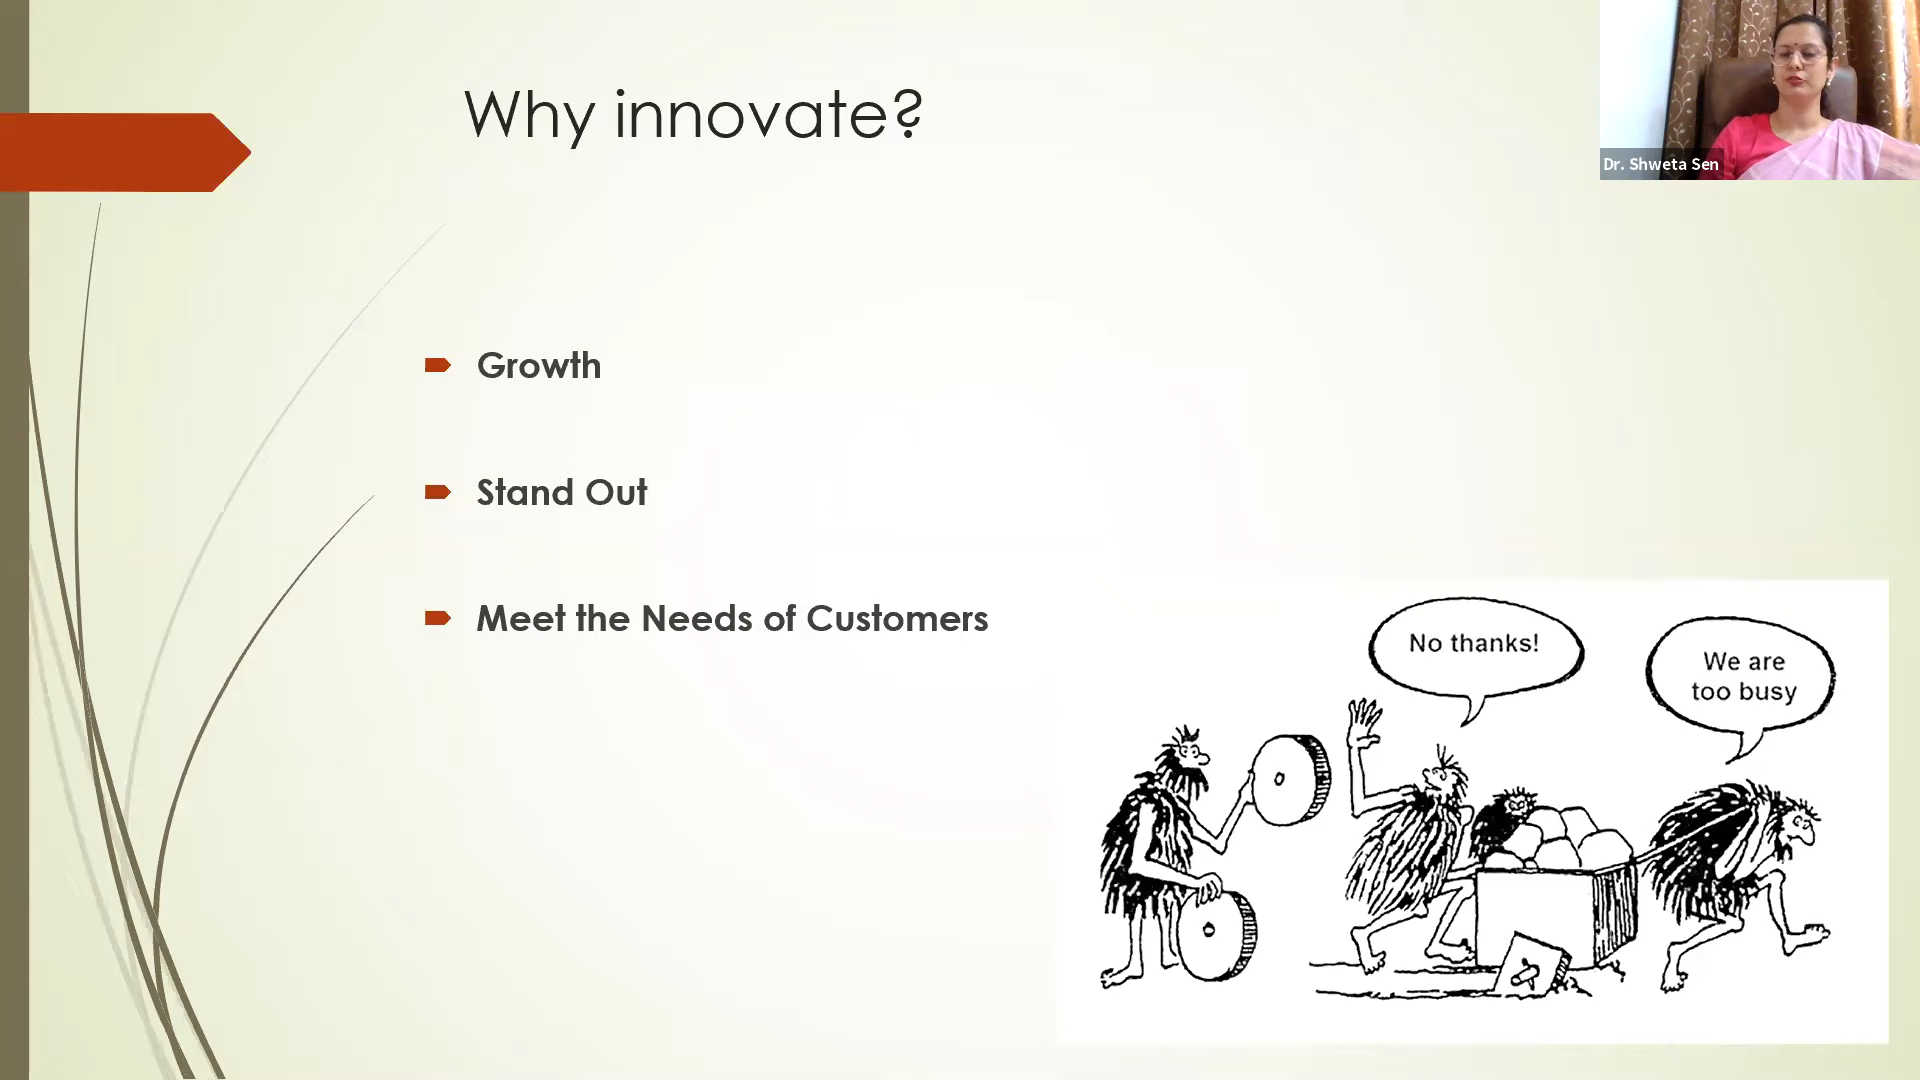 Why innovate?
Dr. Shweta Sen
Growth
Stand Out
Meet the Needs of Customers
No thanks!
We are
too busy